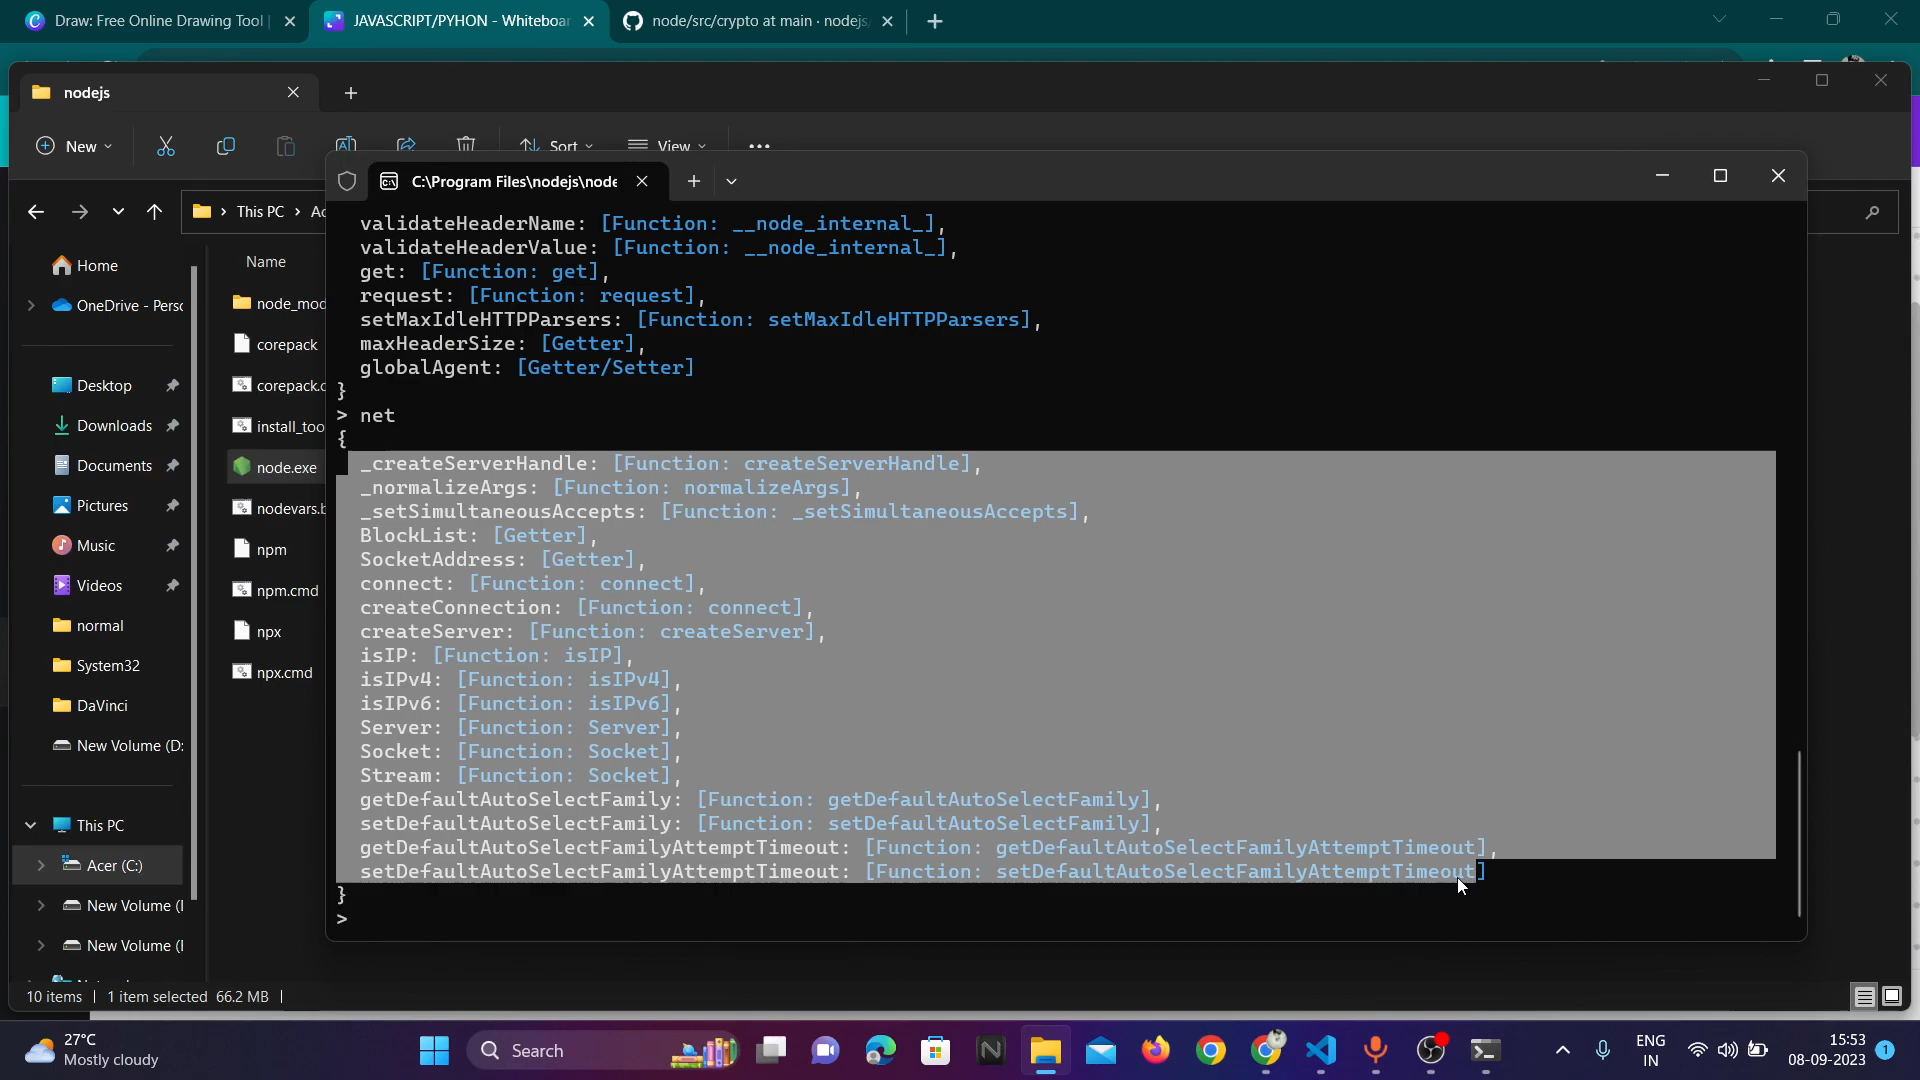 Draw: Free Online Drawing Tool
JAVASCRIPT/PYHON - Whiteboar
node/src/crypto at main · nodejs/
nodejs
New
Sort
View
C:\Program Files\nodejs\node
This PC
Name
Home
OneDrive - Perso
Desktop
Downloads
Documents
Pictures
Music
Videos
normal
System32
DaVinci
New Volume (D:
This PC
Acer (C:)
New Volume (
New Volume (
node_mod
corepack
corepack.c
install_too
node.exe
nodevars.b
npm
npm.cmd
npx
npx.cmd
validateHeaderName: [Function: __node_internal_],
validateHeaderValue: [Function: __node_internal_],
get: [Function: get],
request: [Function: request],
setMaxIdleHTTPParsers: [Function: setMaxIdleHTTPParsers],
maxHeaderSize: [Getter],
globalAgent: [Getter/Setter]
}
> net
{
_createServerHandle: [Function: createServerHandle],
_normalizeArgs: [Function: normalizeArgs],
_setSimultaneousAccepts: [Function: _setSimultaneousAccepts],
BlockList: [Getter],
SocketAddress: [Getter],
connect: [Function: connect],
createConnection: [Function: connect],
createServer: [Function: createServer],
isIP: [Function: isIP],
isIPv4: [Function: isIPv4],
isIPv6: [Function: isIPv6],
Server: [Function: Server],
Socket: [Function: Socket],
Stream: [Function: Socket],
getDefaultAutoSelectFamily: [Function: getDefaultAutoSelectFamily],
setDefaultAutoSelectFamily: [Function: setDefaultAutoSelectFamily],
getDefaultAutoSelectFamilyAttemptTimeout: [Function: getDefaultAutoSelectFamilyAttemptTimeout],
setDefaultAutoSelectFamilyAttemptTimeout: [Function: setDefaultAutoSelectFamilyAttemptTimeout]
}
>
10 items
1 item selected 66.2 MB
27°C
Mostly cloudy
Search
ENG
IN
15:53
08-09-2023
1